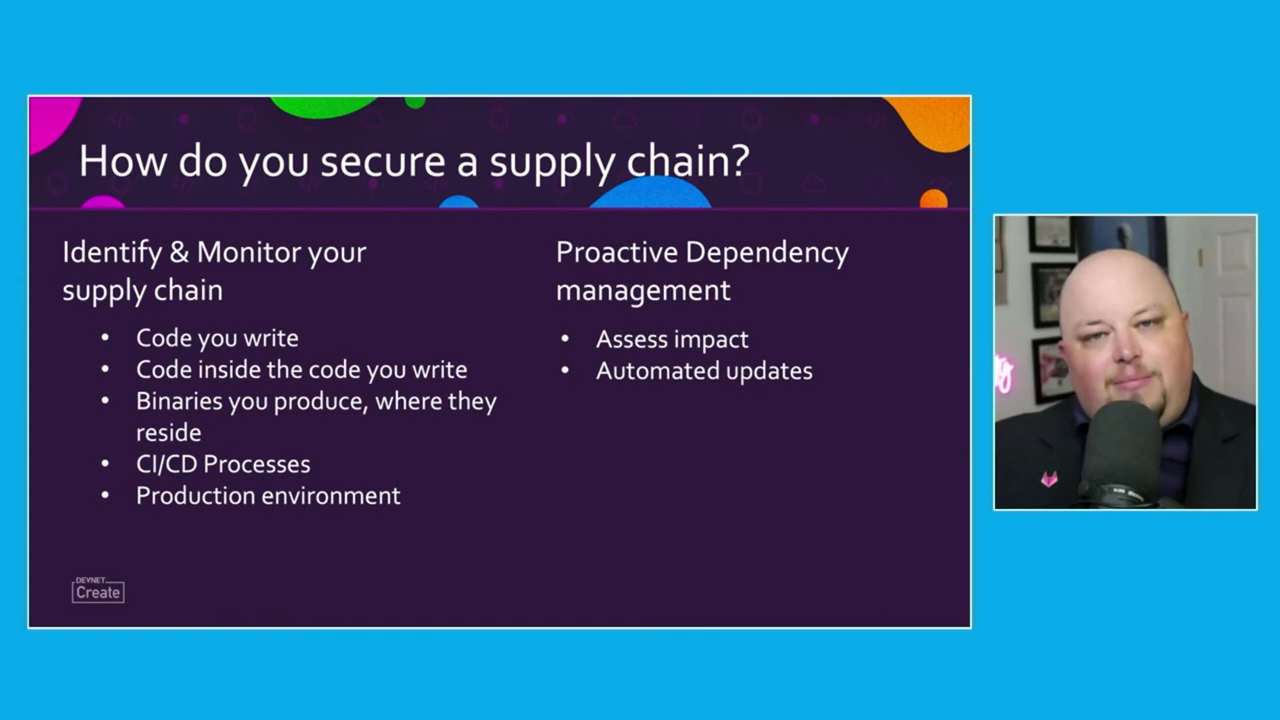 How do you secure a supply chain?
Identify & Monitor your
supply chain
• Code you write
• Code inside the code you write
• Binaries you produce, where they
reside
• CI/CD Processes
• Production environment
Proactive Dependency
management
• Assess impact
• Automated updates
DEVNET
Create